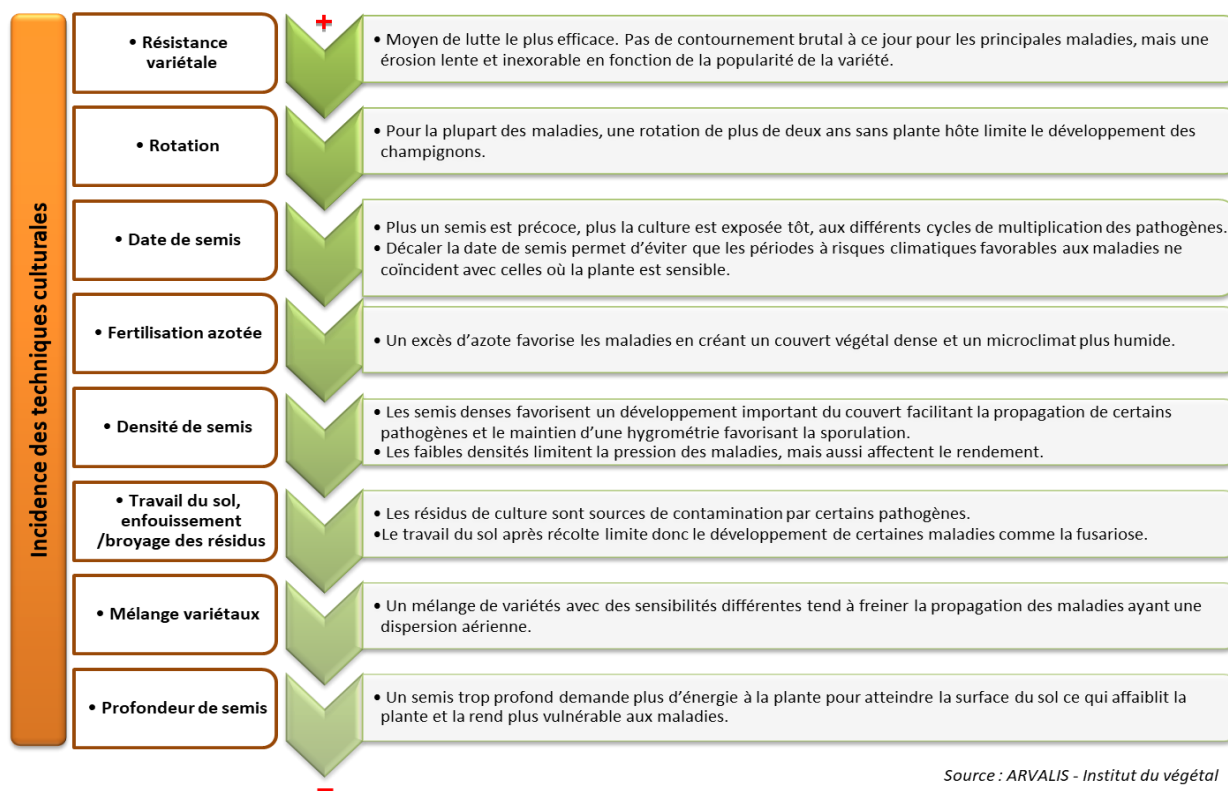 Incidence des techniques culturales
+
• Résistance
variétale
• Moyen de lutte le plus efficace. Pas de contournement brutal à ce jour pour les principales maladies, mais une
érosion lente et inexorable en fonction de la popularité de la variété.
• Rotation
• Pour la plupart des maladies, une rotation de plus de deux ans sans plante hôte limite le développement des
champignons.
• Date de semis
• Plus un semis est précoce, plus la culture est exposée tôt, aux différents cycles de multiplication des pathogènes.
• Décaler la date de semis permet d’éviter que les périodes à risques climatiques favorables aux maladies ne
coïncident avec celles où la plante est sensible.
• Fertilisation azotée
• Un excès d’azote favorise les maladies en créant un couvert végétal dense et un microclimat plus humide.
• Densité de semis
• Les semis denses favorisent un développement important du couvert facilitant la propagation de certains
pathogènes et le maintien d’une hygrométrie favorisant la sporulation.
• Les faibles densités limitent la pression des maladies, mais aussi affectent le rendement.
• Travail du sol,
enfouissement
/broyage des résidus
• Les résidus de culture sont sources de contamination par certains pathogènes.
•Le travail du sol après récolte limite donc le développement de certaines maladies comme la fusariose.
• Mélange variétaux
• Un mélange de variétés avec des sensibilités différentes tend à freiner la propagation des maladies ayant une
dispersion aérienne.
• Profondeur de semis
• Un semis trop profond demande plus d’énergie à la plante pour atteindre la surface du sol ce qui affaiblit la
plante et la rend plus vulnérable aux maladies.
–
Source : ARVALIS - Institut du végétal